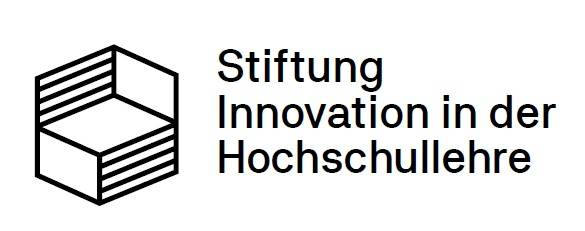 Stiftung
Innovation in der
Hochschullehre